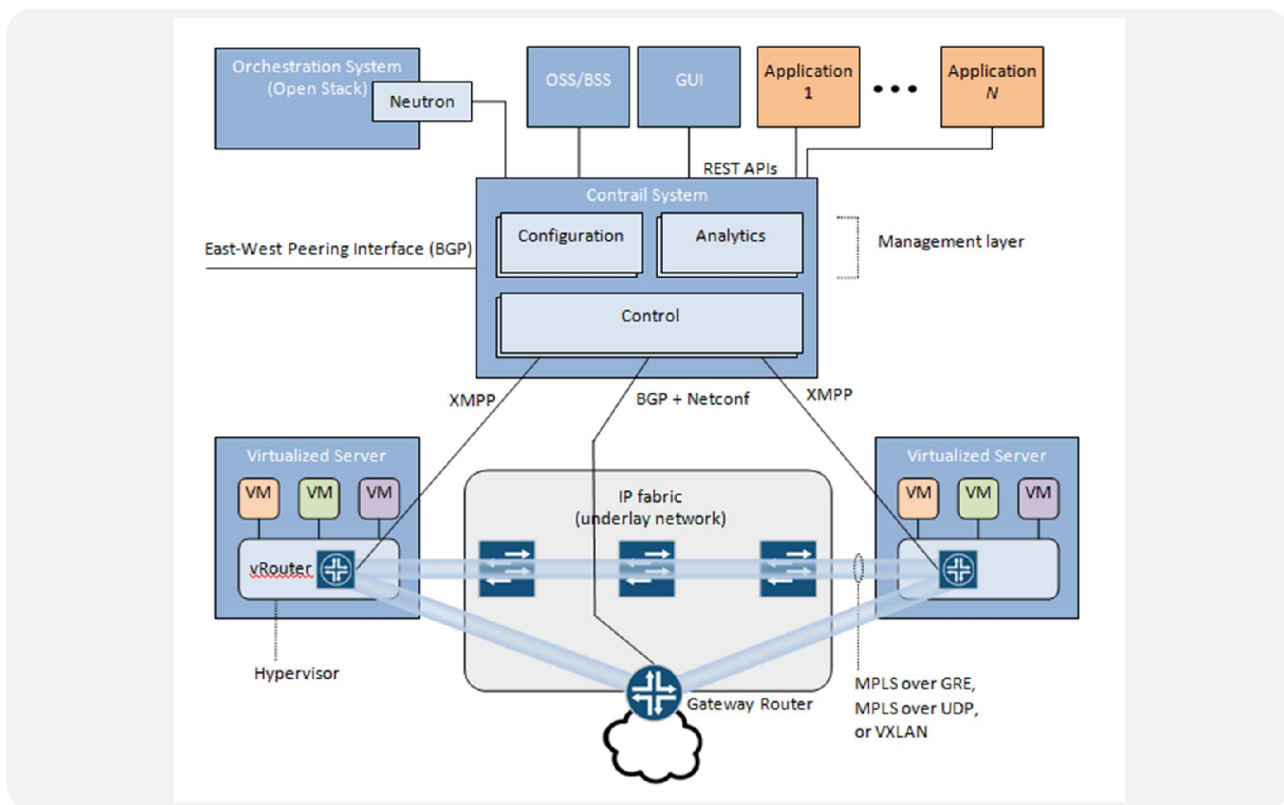 Orchestration System
(Open Stack)
Neutron
OSS/BSS
GUI
Application
1
Application
N
REST APIs
Contrail System
Configuration
Analytics
Management layer
East-West Peering Interface (BGP)
Control
XMPP
BGP + Netconf
XMPP
Virtualized Server
VM
VM
VM
vRouter
Hypervisor
IP fabric
(underlay network)
Virtualized Server
VM
VM
VM
Gateway Router
MPLS over GRE,
MPLS over UDP,
or VXLAN